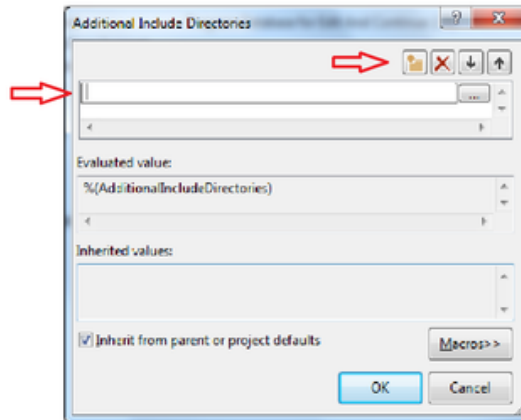 Additional Include Directories
...
Evaluated value:
%(AdditionalIncludeDirectories)
Inherited values:
Inherit from parent or project defaults
Macros>>
OK
Cancel